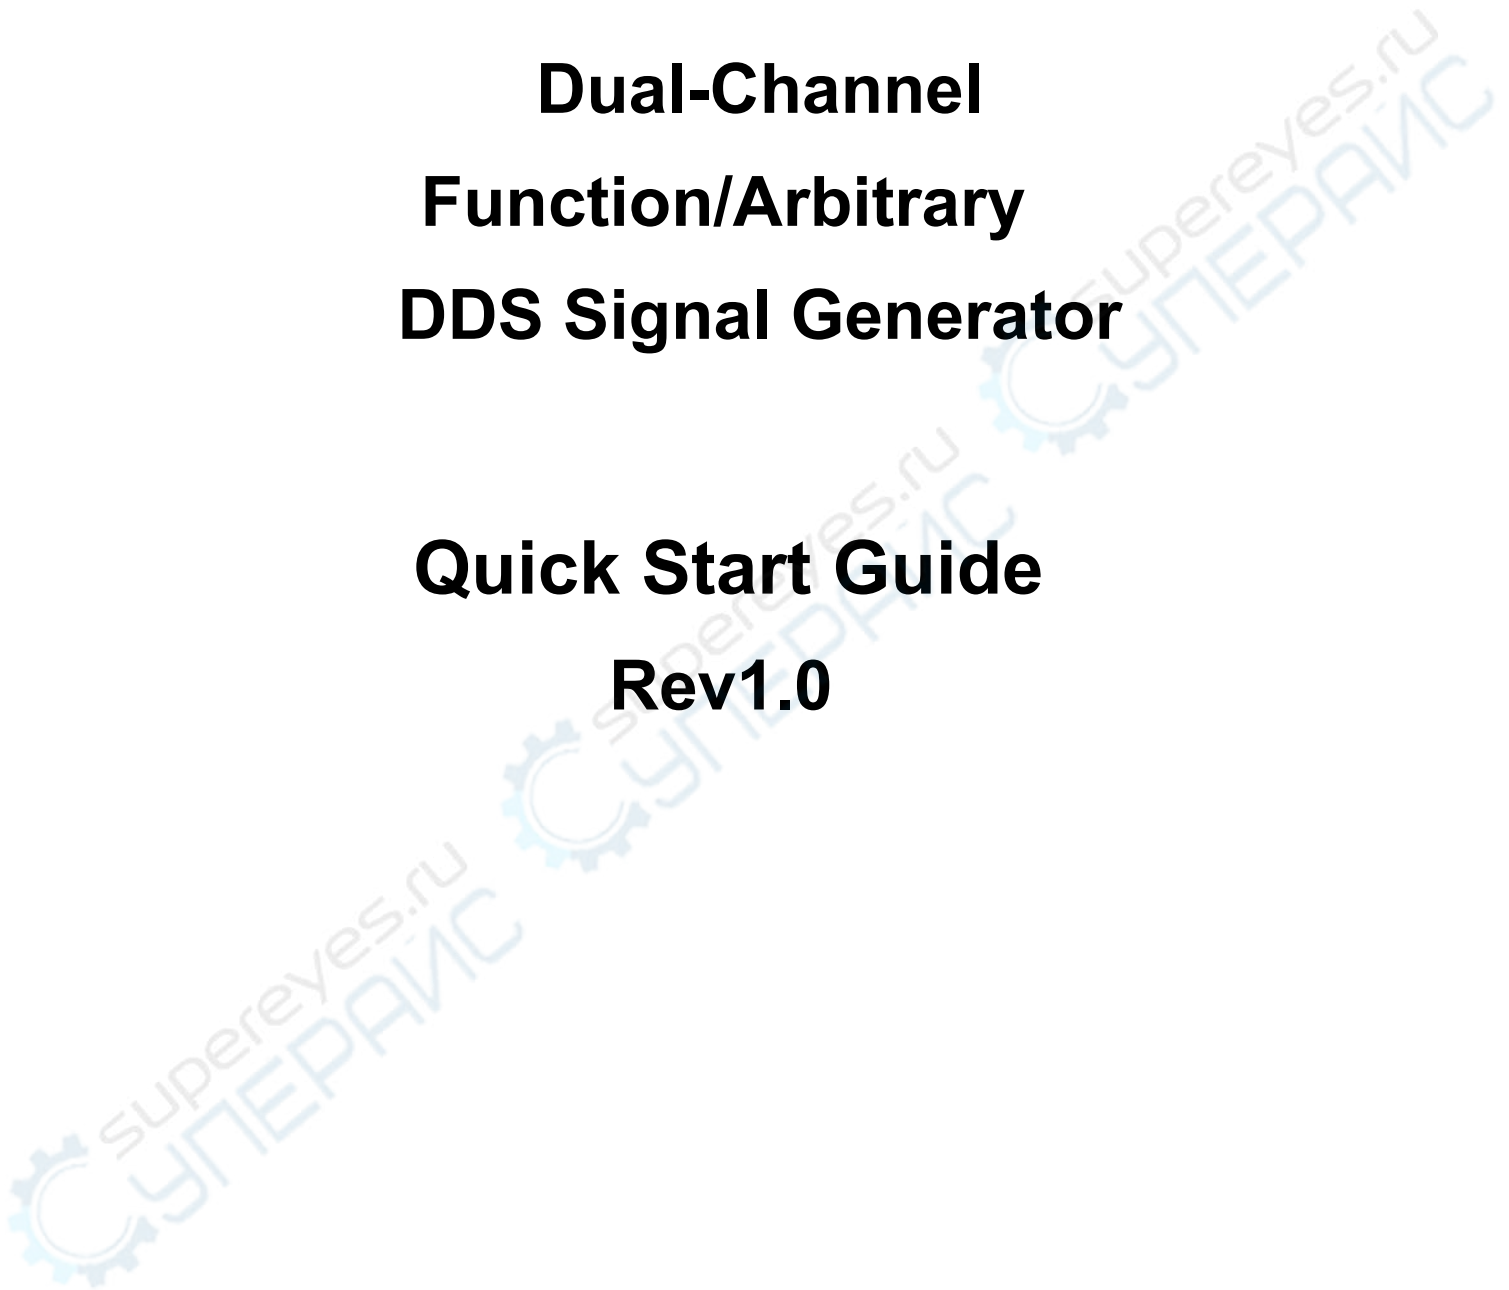 Dual-Channel
Function/Arbitrary
DDS Signal Generator
Quick Start Guide
Rev1.0
supereyes.ru
СУПЕРАЙС
supereyes.ru
СУПЕРАЙС
supereyes.ru
СУПЕРАЙС